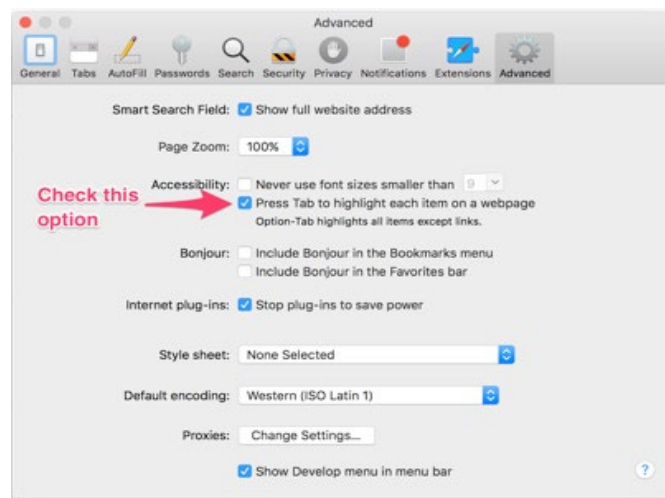 Advanced
General Tabs AutoFill Passwords Search Security Privacy Notifications Extensions Advanced
Smart Search Field: Show full website address
Page Zoom: 100%
Accessibility: Never use font sizes smaller than 9
Check this option
Press Tab to highlight each item on a webpage
Option-Tab highlights all items except links.
Bonjour: Include Bonjour in the Bookmarks menu
Include Bonjour in the Favorites bar
Internet plug-ins: Stop plug-ins to save power
Style sheet: None Selected
Default encoding: Western (ISO Latin 1)
Proxies: Change Settings...
Show Develop menu in menu bar
?